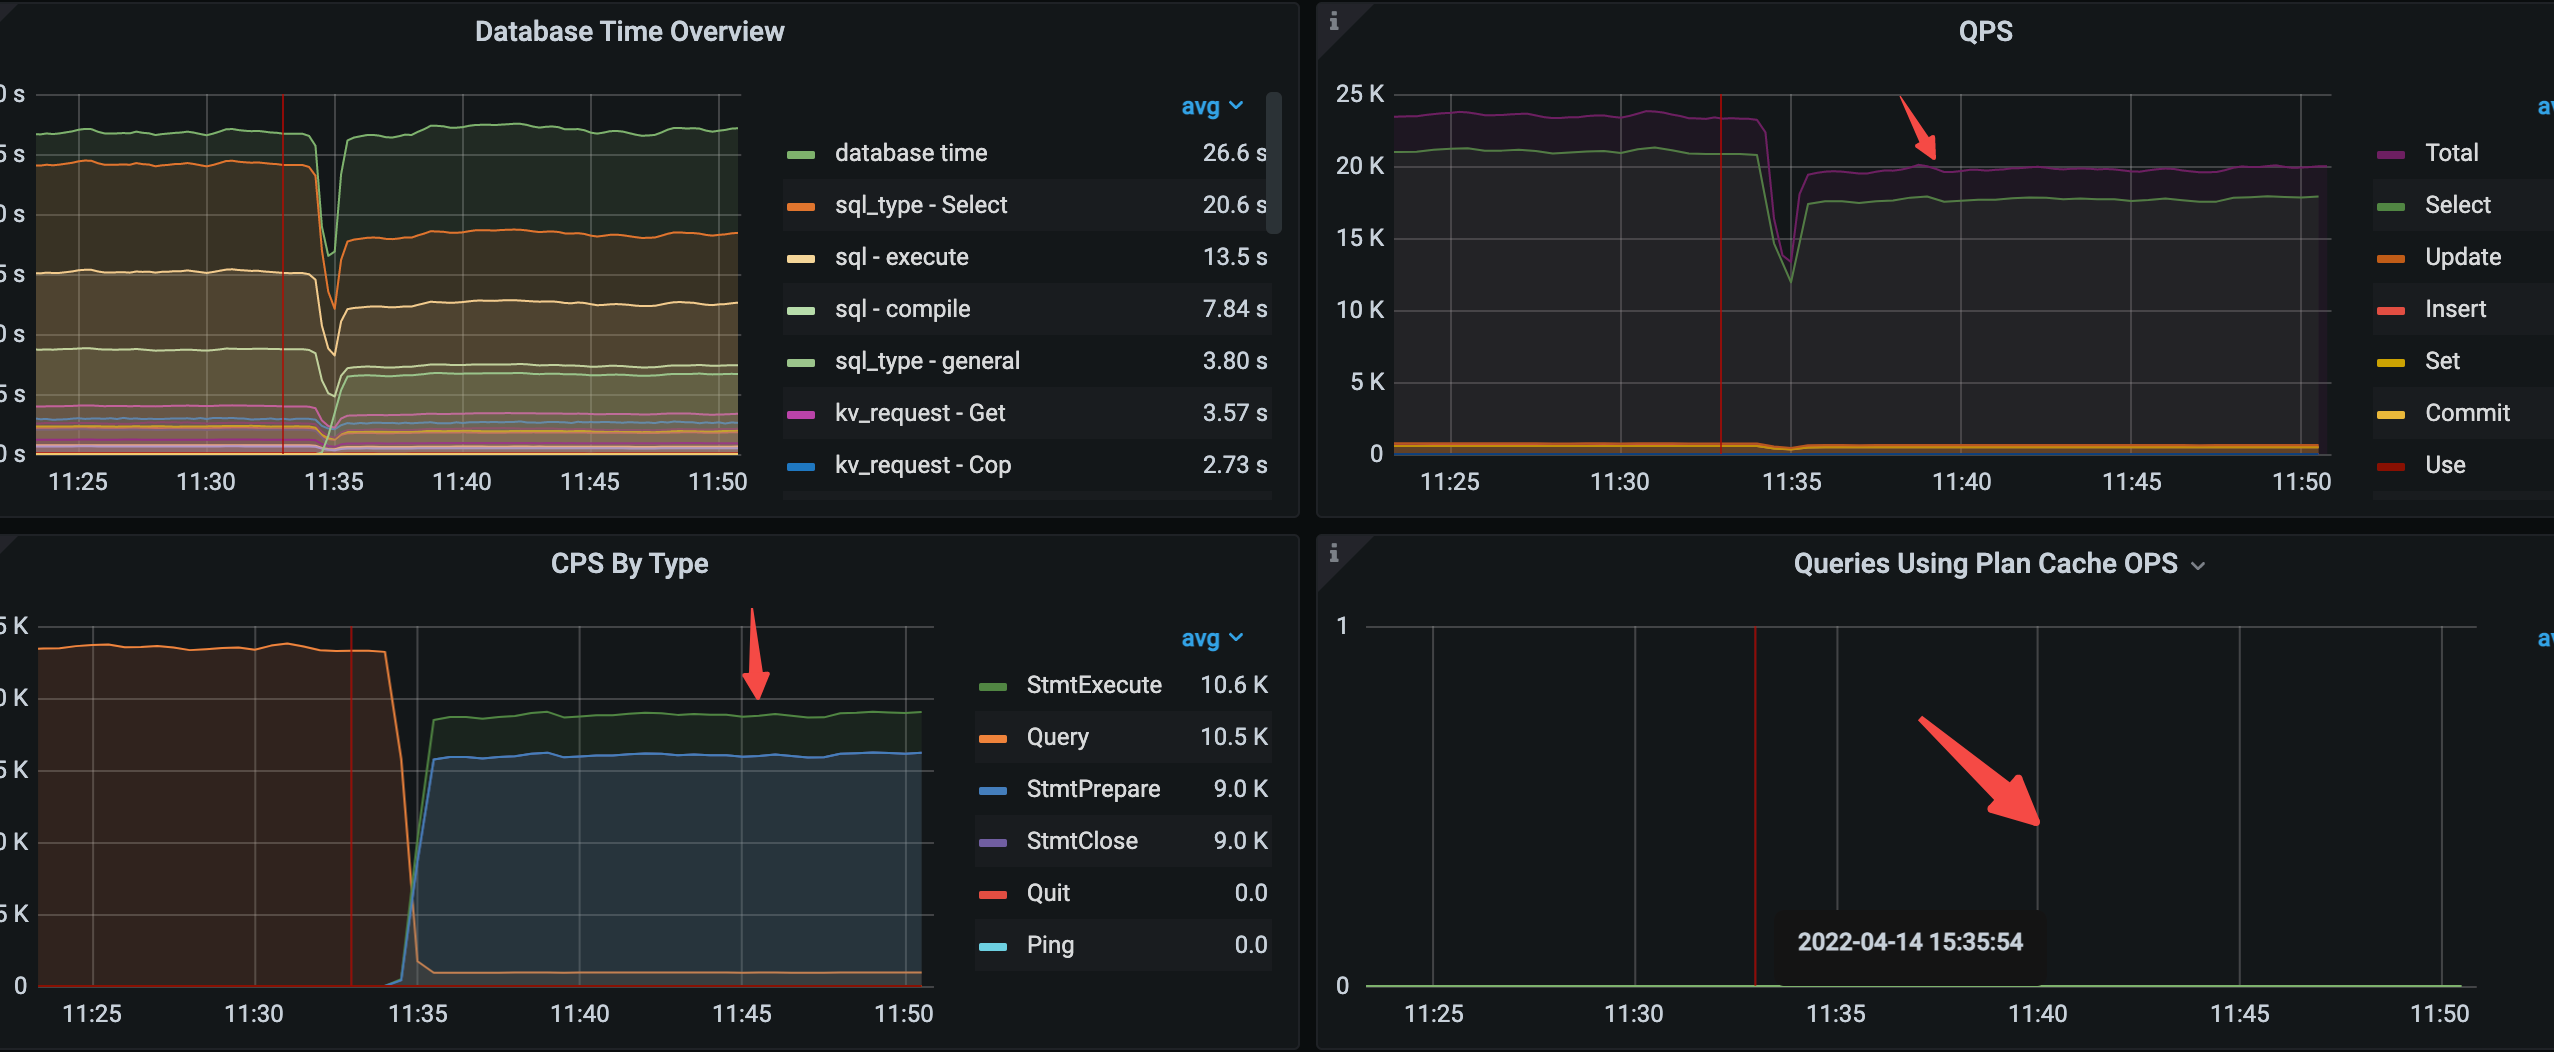 Database Time Overview
0 s
5 s
0 s
5 s
0 s
5 s
0 s
11:25 11:30 11:35 11:40 11:45 11:50
avg
database time 26.6 s
sql_type - Select 20.6 s
sql - execute 13.5 s
sql - compile 7.84 s
sql_type - general 3.80 s
kv_request - Get 3.57 s
kv_request - Cop 2.73 s
i
QPS
25 K
20 K
15 K
10 K
5 K
0
11:25 11:30 11:35 11:40 11:45 11:50
av
Total
Select
Update
Insert
Set
Commit
Use
CPS By Type
5 K
0 K
5 K
0 K
5 K
0
11:25 11:30 11:35 11:40 11:45 11:50
avg
StmtExecute 10.6 K
Query 10.5 K
StmtPrepare 9.0 K
StmtClose 9.0 K
Quit 0.0
Ping 0.0
i
Queries Using Plan Cache OPS
1
0
11:25 11:30 11:35 11:40 11:45 11:50
av
2022-04-14 15:35:54